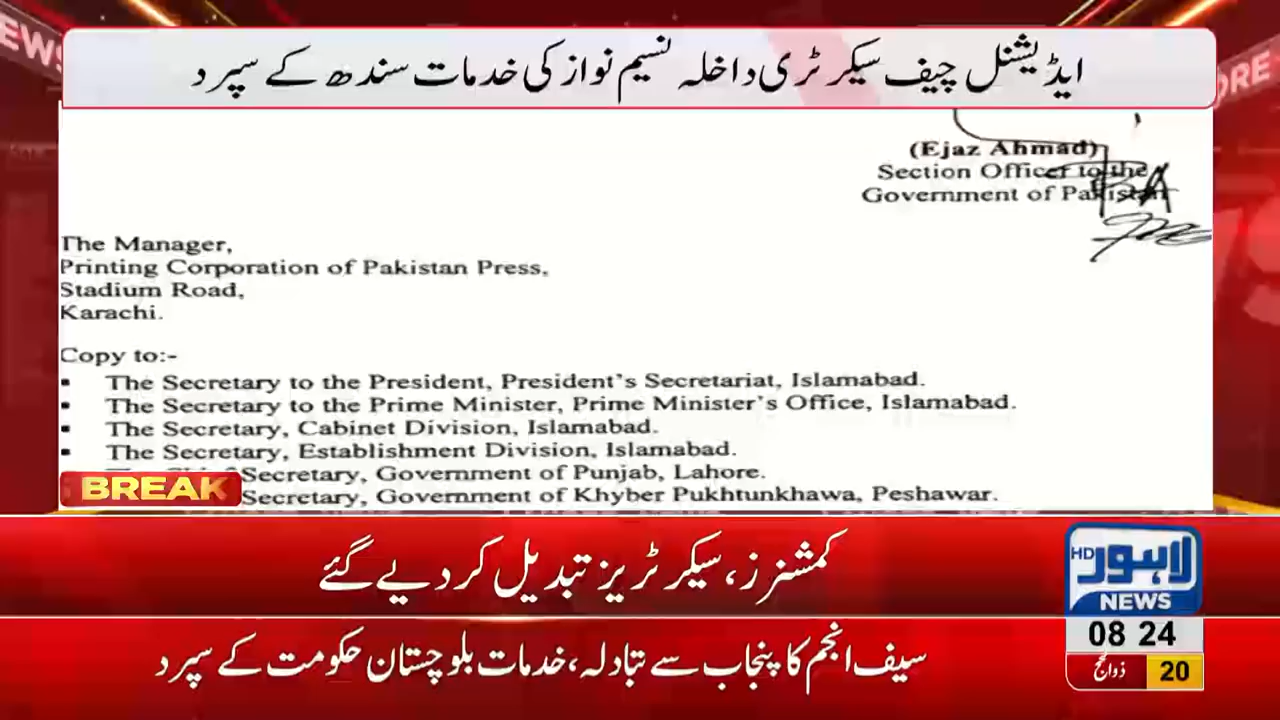 ایڈیشنل چیف سیکرٹری داخلہ نسیم نواز کی خدمات سندھ کے سپرد
(Ejaz Ahmad)
Section Officer to the
Government of Pakistan
The Manager,
Printing Corporation of Pakistan Press,
Stadium Road,
Karachi.
Copy to:-
▪ The Secretary to the President, President's Secretariat, Islamabad.
▪ The Secretary to the Prime Minister, Prime Minister's Office, Islamabad.
▪ The Secretary, Cabinet Division, Islamabad.
▪ The Secretary, Establishment Division, Islamabad.
Secretary, Government of Punjab, Lahore.
Secretary, Government of Khyber Pukhtunkhawa, Peshawar.
BREAK
کمشنرز، سیکرٹریز تبدیل کر دیے گئے
HD لاہور
NEWS
08 24
سیف انجم کا پنجاب سے تبادلہ، خدمات بلوچستان حکومت کے سپرد
ذوالحج 20